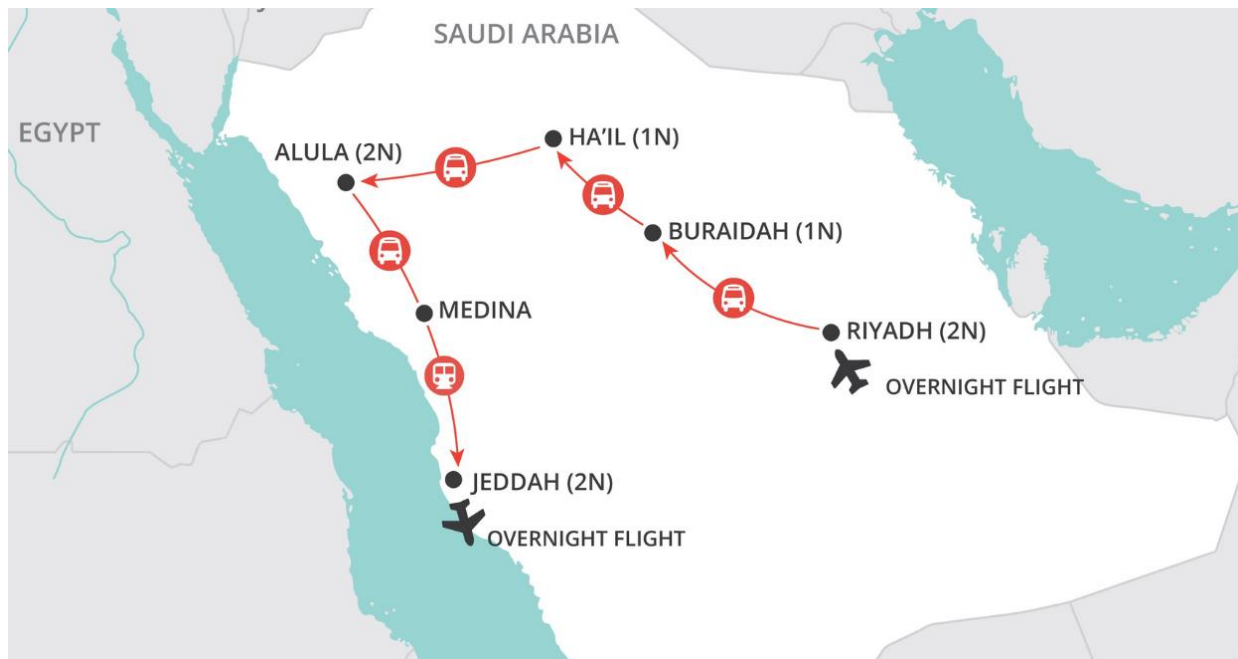 SAUDI ARABIA
EGYPT
HA’IL (1N)
ALULA (2N)
BURAIDAH (1N)
MEDINA
RIYADH (2N)
OVERNIGHT FLIGHT
JEDDAH (2N)
OVERNIGHT FLIGHT